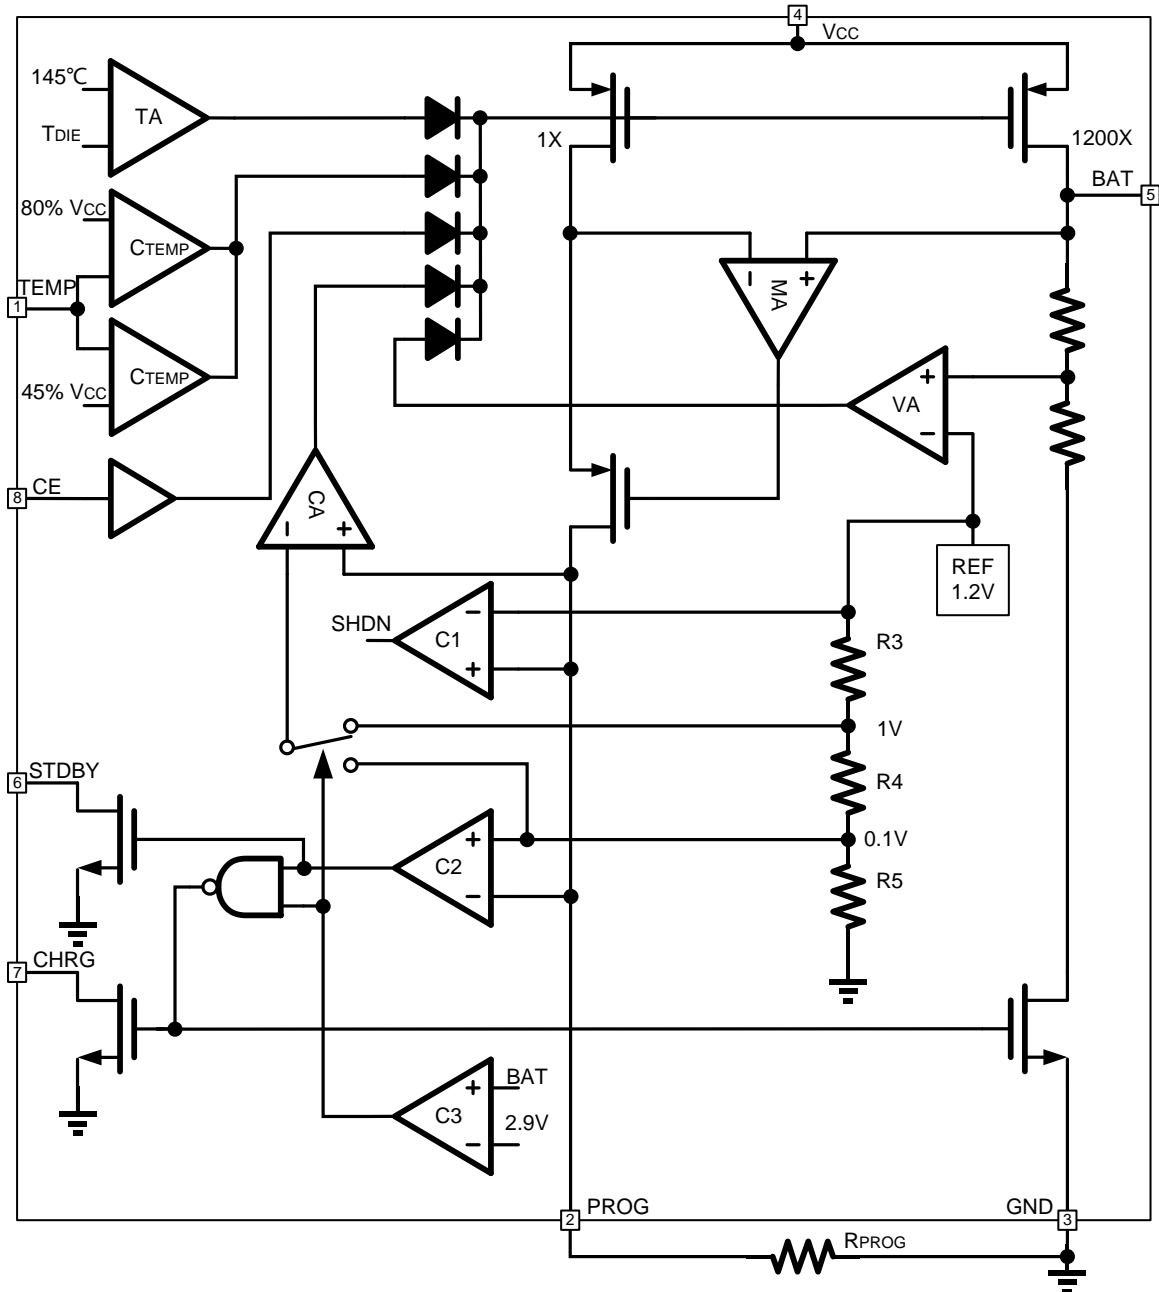 4
VCC
145℃
TA
TDIE
1X
1200X
BAT
5
80% VCC
CTEMP
TEMP
1
MA
CTEMP
45% VCC
VA
8
CE
CA
REF
1.2V
SHDN
C1
R3
1V
6
STDBY
R4
0.1V
C2
R5
7
CHRG
BAT
C3
2.9V
2
PROG
GND
3
RPROG